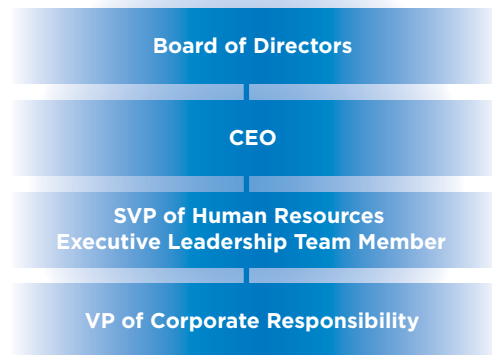 Board of Directors
CEO
SVP of Human Resources
Executive Leadership Team Member
VP of Corporate Responsibility